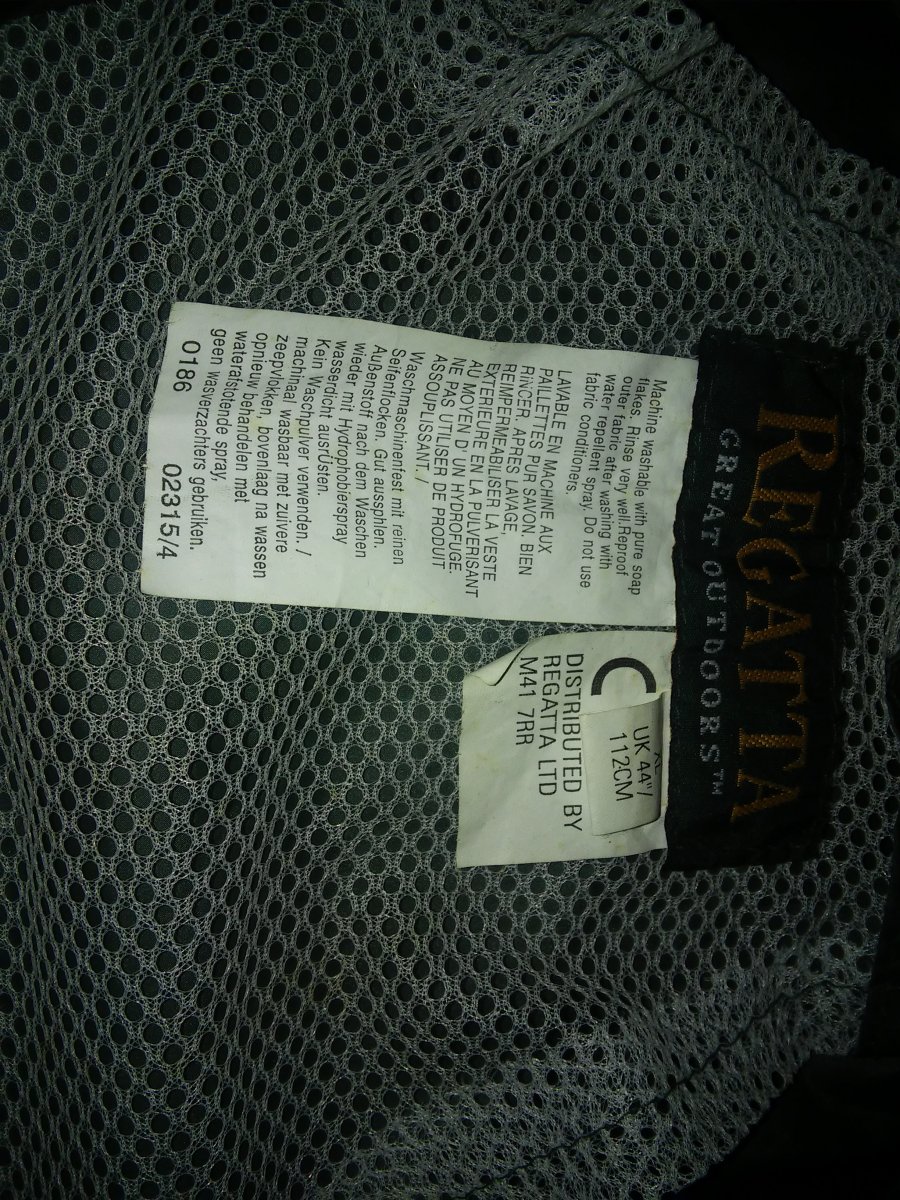 REGATTA
GREAT OUTDOORS™
Machine washable with pure soap
flakes. Rinse very well.Reproof
outer fabric after washing with
water repellent spray. Do not use
fabric conditioners.
LAVABLE EN MACHINE AUX
PAILLETTES PUR SAVON. BIEN
RiNCER. APRES LAVAGE,
REIMPERMEABILISER LA VESTE
EXTERIEURE EN LA PULVERISANT
AU MOYEN D' UN HYDROFUGE.
NE PAS UTILISER DE PRODUIT
ASSOUPLISSANT. /
Waschmaschinenfest mit reinen
Seifenflocken. Gut aussphlen.
Außenstoff nach dem Waschen
wieder mit Hydrophobierspray
wasserdicht austÜsten.
Kein Waschpulver verwenden. /
machinaal wasbaar met zuivere
zeepvlokken, bovenlaag na wassen
opnieuw behandelen met
waterafstotende spray,
geen wasverzachters gebruiken.
0186 02315/4
UK 44"/
112CM
DISTRIBUTED BY
REGATTA LTD
M41 7RR